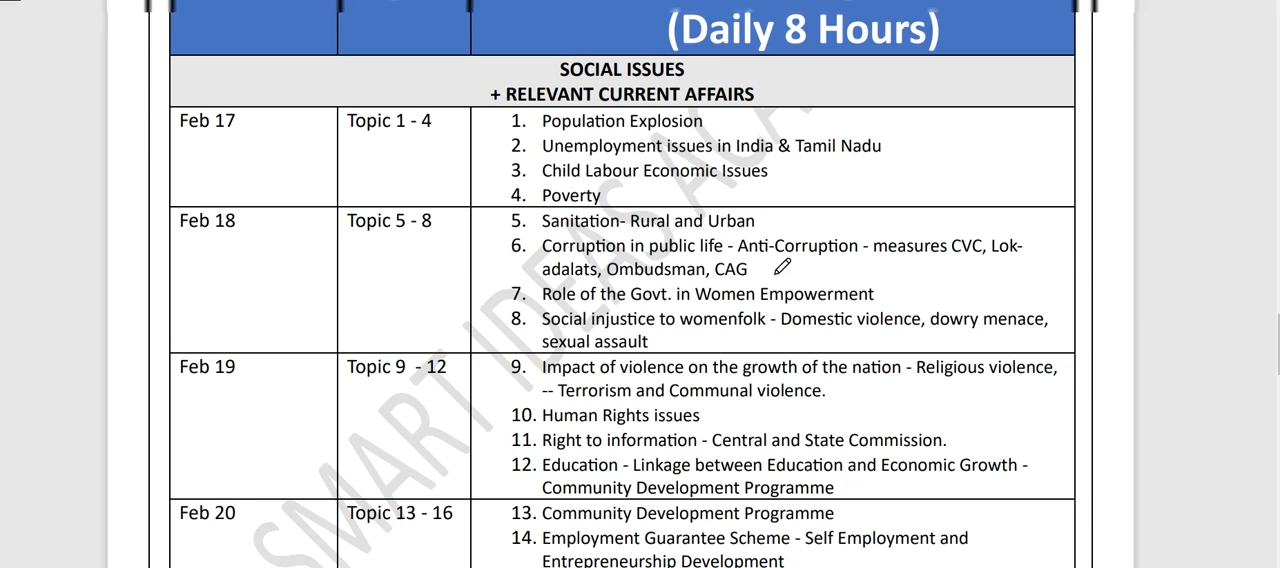 (Daily 8 Hours)
SOCIAL ISSUES
+ RELEVANT CURRENT AFFAIRS
Feb 17
Topic 1 - 4
1. Population Explosion
2. Unemployment issues in India & Tamil Nadu
3. Child Labour Economic Issues
4. Poverty
Feb 18
Topic 5 - 8
5. Sanitation- Rural and Urban
6. Corruption in public life - Anti-Corruption - measures CVC, Lok-
adalats, Ombudsman, CAG
7. Role of the Govt. in Women Empowerment
8. Social injustice to womenfolk - Domestic violence, dowry menace,
sexual assault
Feb 19
Topic 9 - 12
9. Impact of violence on the growth of the nation - Religious violence,
-- Terrorism and Communal violence.
10. Human Rights issues
11. Right to information - Central and State Commission.
12. Education - Linkage between Education and Economic Growth -
Community Development Programme
Feb 20
Topic 13 - 16
13. Community Development Programme
14. Employment Guarantee Scheme - Self Employment and
Entrepreneurship Development
SMART IDEAS